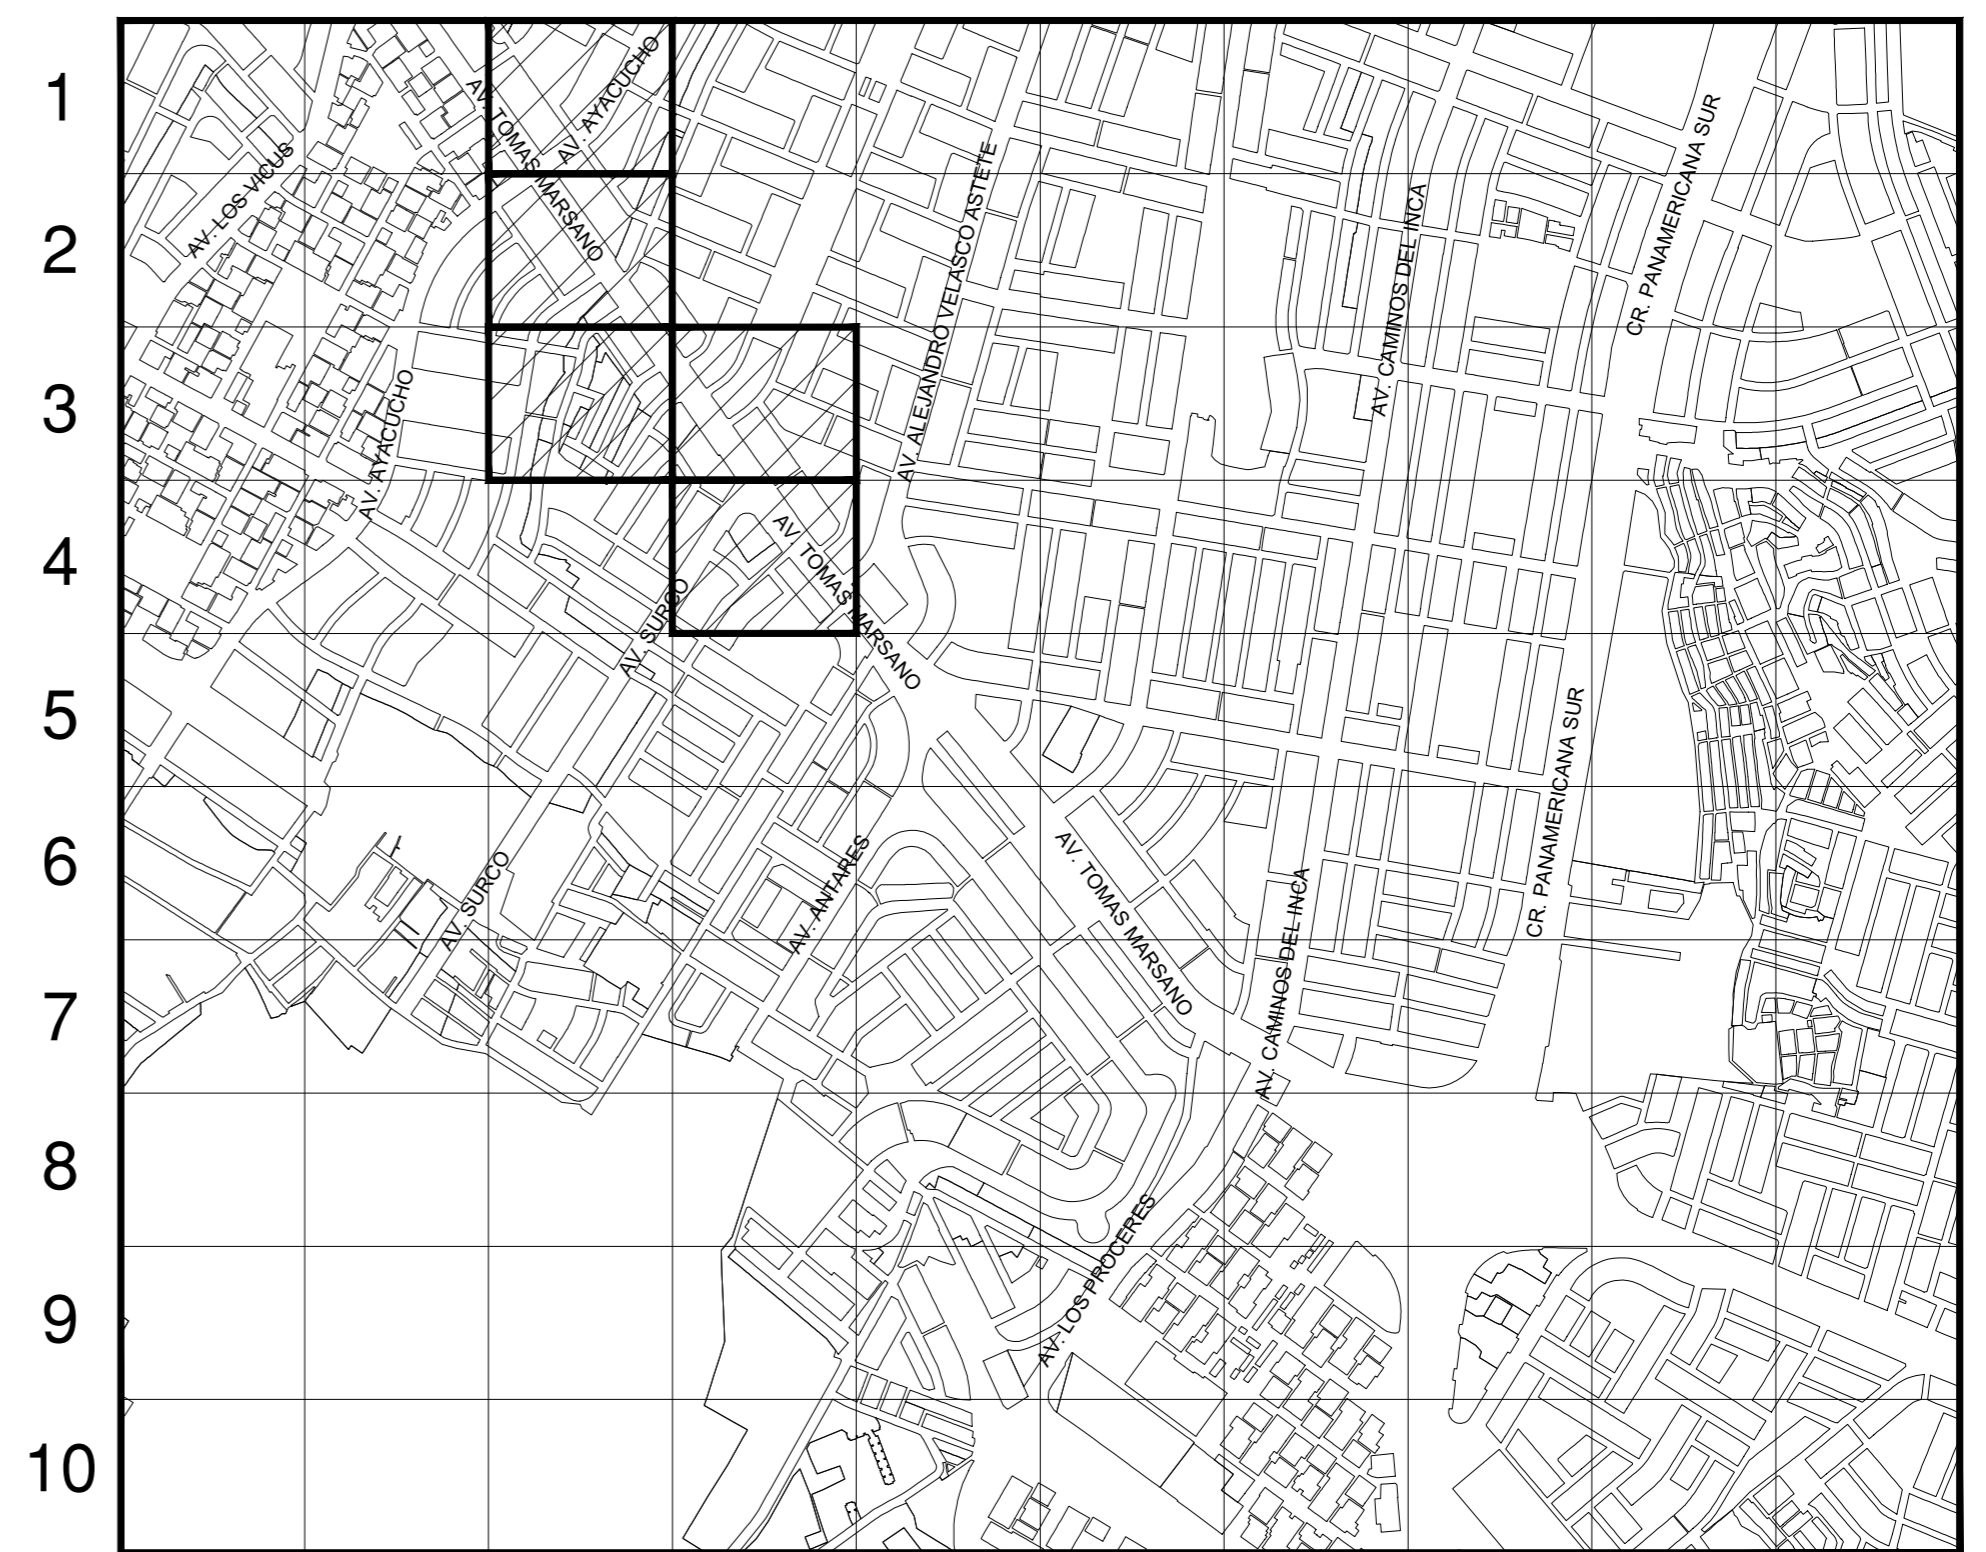 1
2
3
4
5
6
7
8
9
10
AV. LOS VICUS
AV. TOMAS MARSANO
AV. AYACUCHO
AV. ALEJANDRO VELASCO ASTETE
AV. CAMINOS DEL INCA
CR. PANAMERICANA SUR
AV. AYACUCHO
AV. SURCO
AV. TOMAS MARSANO
AV. SURCO
AV. ANTARES
AV. TOMAS MARSANO
AV. CAMINOS DEL INCA
CR. PANAMERICANA SUR
AV. LOS PROCERES